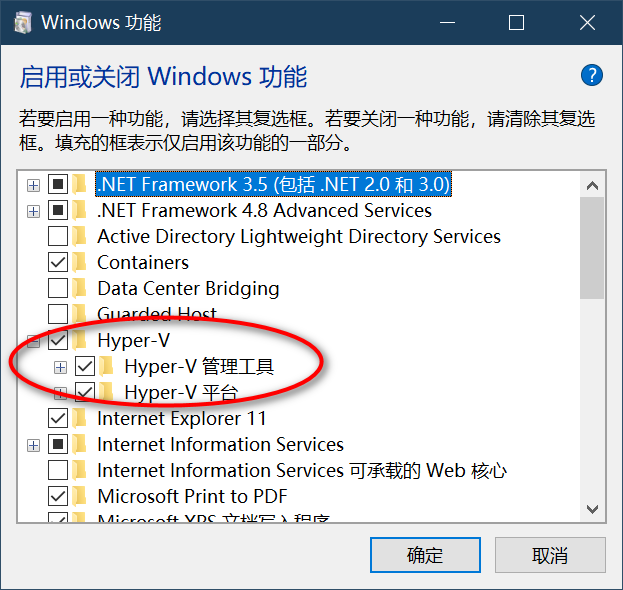 Windows 功能
启用或关闭 Windows 功能
?
若要启用一种功能，请选择其复选框。若要关闭一种功能，请清除其复选
框。填充的框表示仅启用该功能的一部分。
.NET Framework 3.5 (包括 .NET 2.0 和 3.0)
.NET Framework 4.8 Advanced Services
Active Directory Lightweight Directory Services
Containers
Data Center Bridging
Guarded Host
Hyper-V
Hyper-V 管理工具
Hyper-V 平台
Internet Explorer 11
Internet Information Services
Internet Information Services 可承载的 Web 核心
Microsoft Print to PDF
Microsoft XPS 文档写入程序
确定
取消